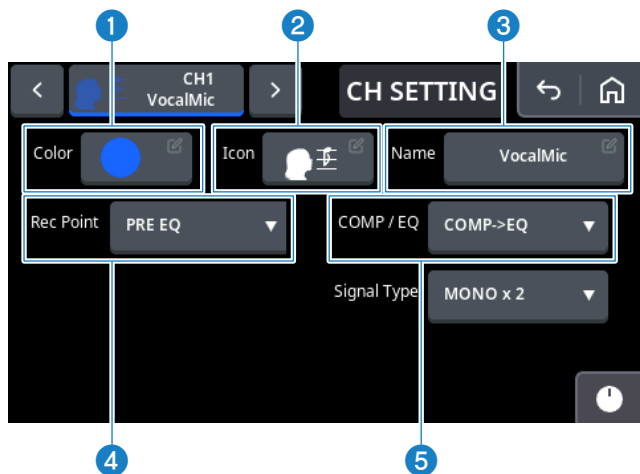 1 2 3
CH1
VocalMic
CH SETTING
Color
Icon
Name VocalMic
Rec Point PRE EQ
COMP / EQ COMP->EQ
Signal Type MONO x 2
4 5